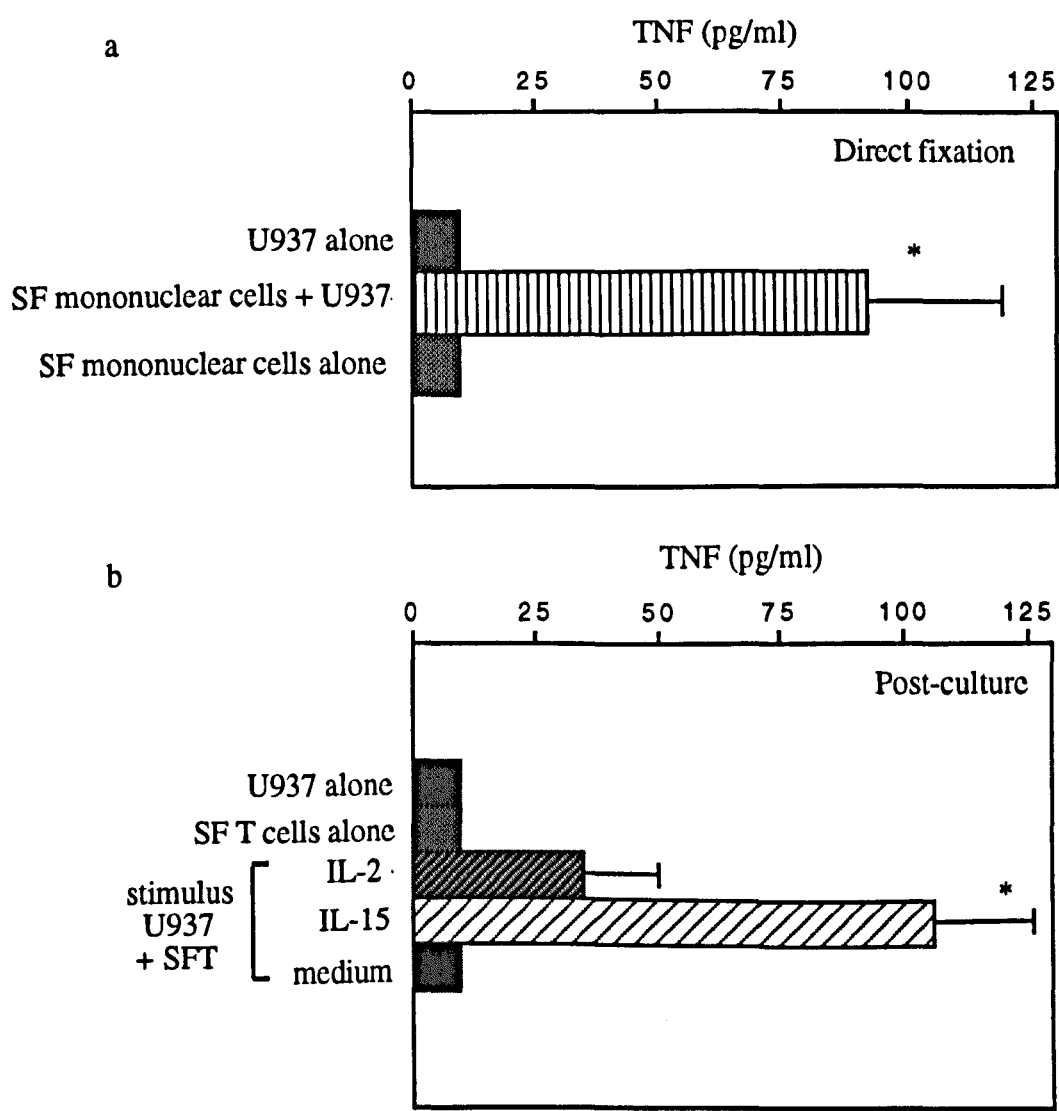 a
TNF (pg/ml)
0 25 50 75 100 125
Direct fixation
U937 alone
*
SF mononuclear cells + U937
SF mononuclear cells alone
b
TNF (pg/ml)
0 25 50 75 100 125
Post-culture
U937 alone
SF T cells alone
stimulus
U937
+ SFT
IL-2
IL-15
*
medium